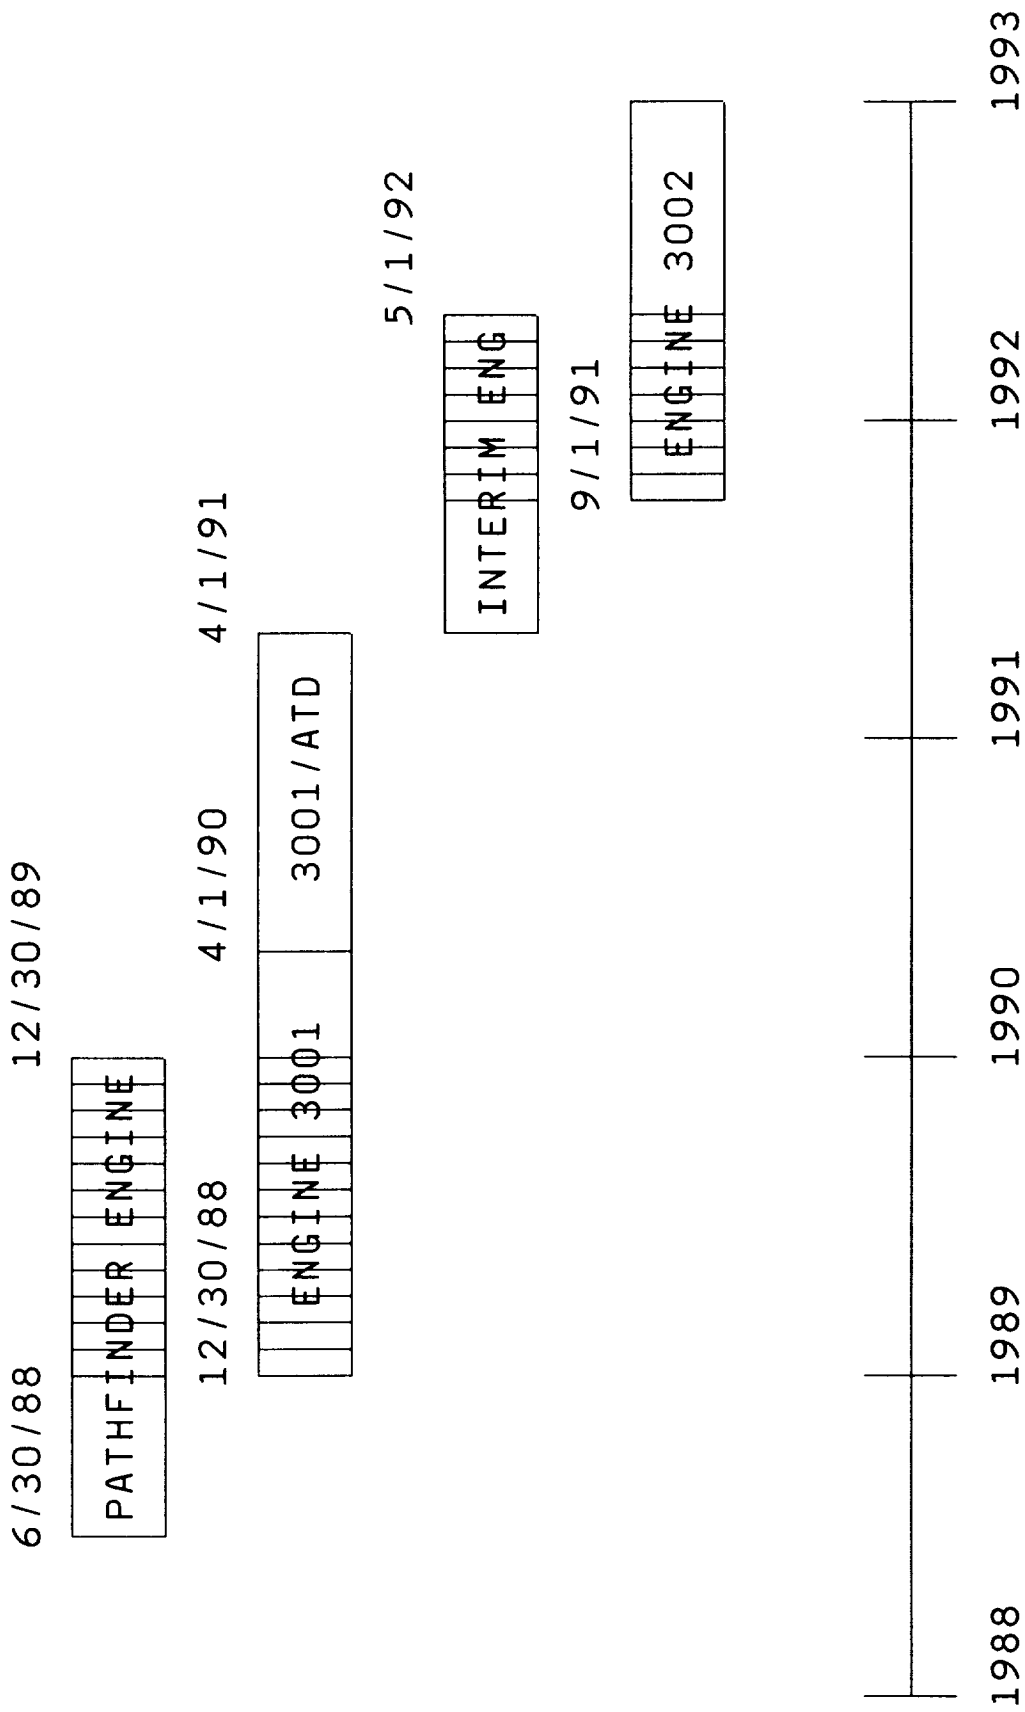 6/30/88 12/30/89
PATHFINDER ENGINE
12/30/88 4/1/90 4/1/91
ENGINE 3001 3001/ATD
5/1/92
INTERIM ENG
9/1/91
ENGINE 3002
1988 1989 1990 1991 1992 1993